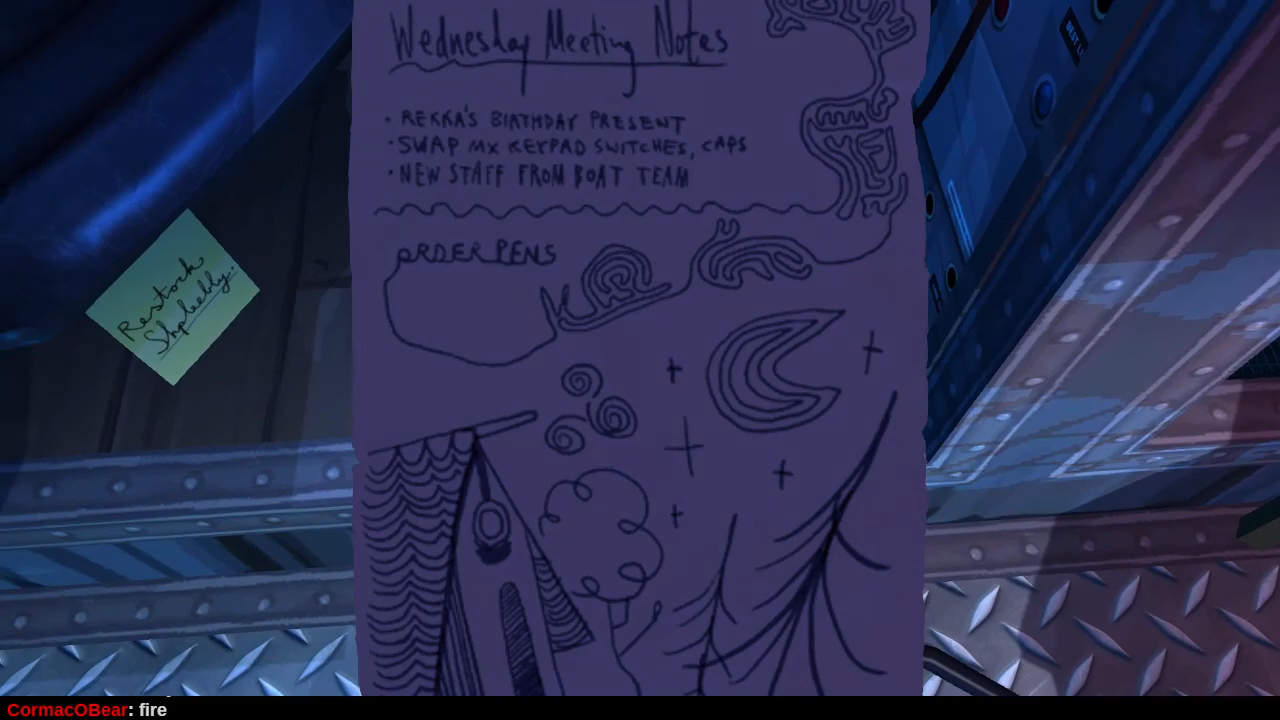 Wednesday Meeting Notes
• REKKA'S BIRTHDAY PRESENT
• SWAP MX KEYPAD SWITCHES, CAPS
• NEW STAFF FROM BOAT TEAM
ORDER PENS
Restock
Shpleebly.
CormacOBear: fire